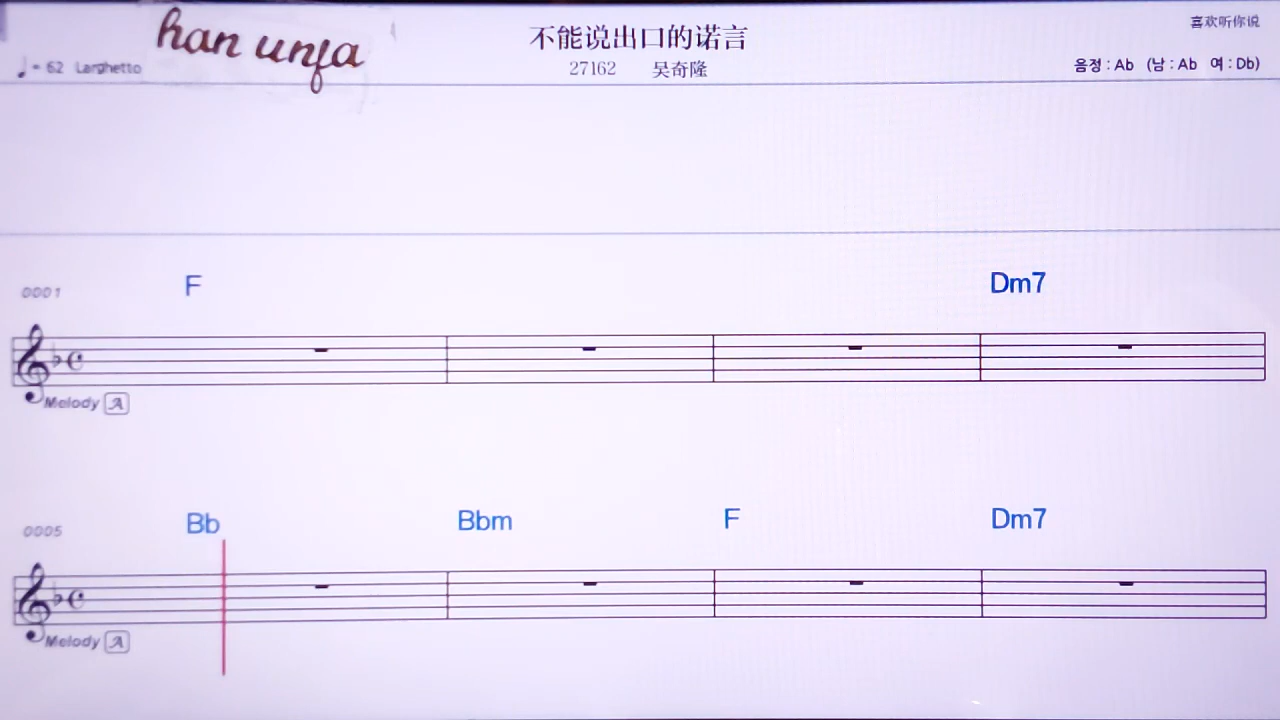 han unfa
不能说出口的诺言
喜欢听你说
♩ = 62 Larghetto
27162 吴奇隆
음정 : Ab (남 : Ab 여 : Db)
0001 F Dm7
Melody A
0005 Bb Bbm F Dm7
Melody A